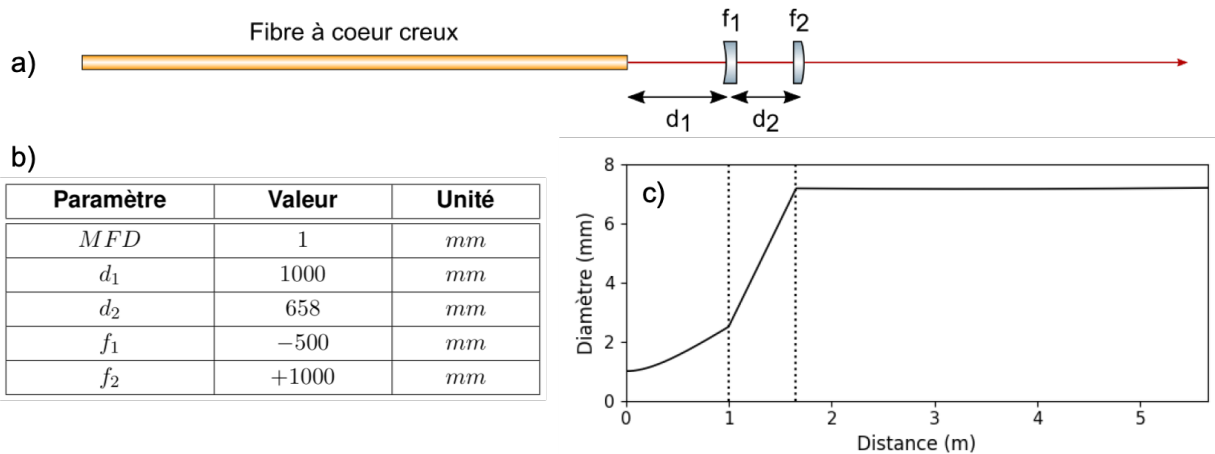 Fibre à coeur creux
f1
f2
a)
d1
d2
b)
Paramètre Valeur Unité
MFD 1 mm
d1 1000 mm
d2 658 mm
f1 −500 mm
f2 +1000 mm
c)
Diamètre (mm)
8
6
4
2
0
0 1 2 3 4 5
Distance (m)